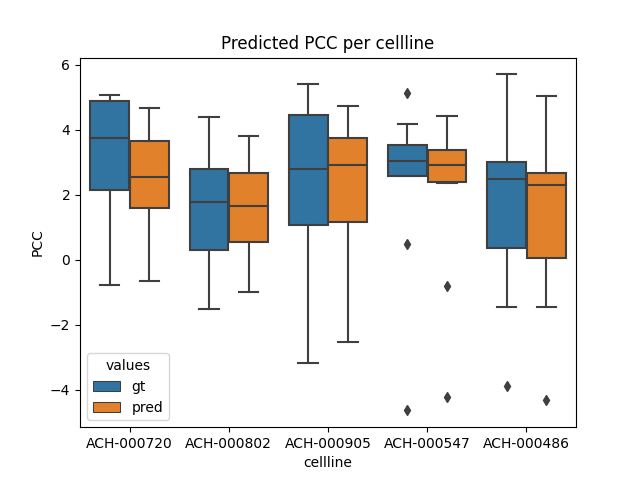 Predicted PCC per cellline
PCC
6
4
2
0
−2
−4
values
gt
pred
ACH-000720 ACH-000802 ACH-000905 ACH-000547 ACH-000486
cellline